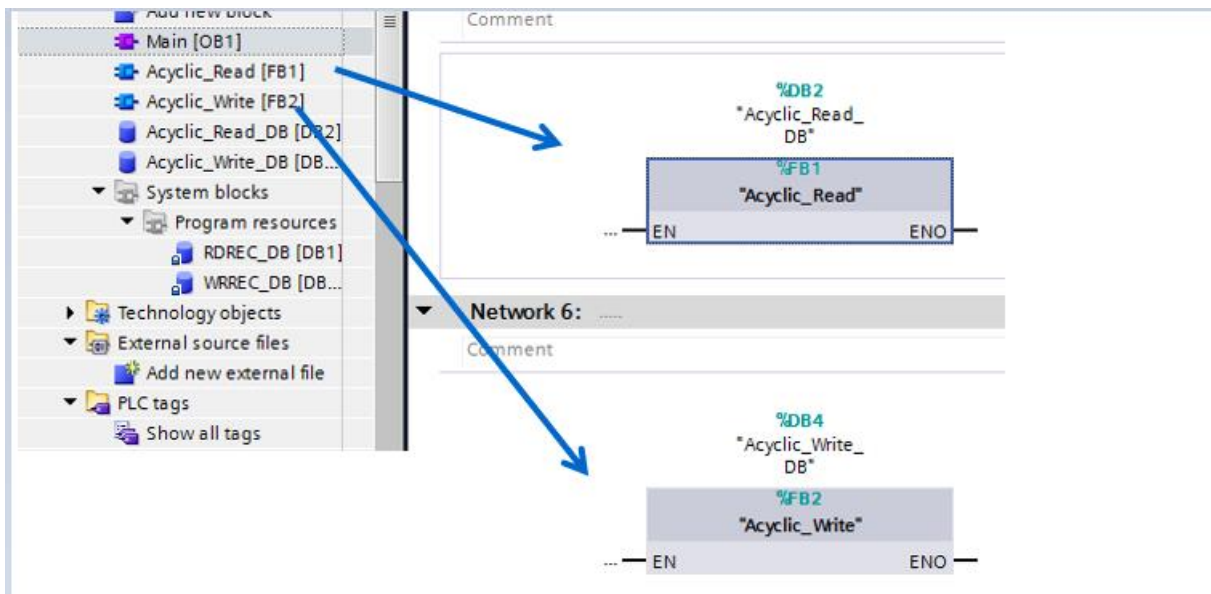 Add new block
Main [OB1]
Acyclic_Read [FB1]
Acyclic_Write [FB2]
Acyclic_Read_DB [DB2]
Acyclic_Write_DB [DB...
System blocks
Program resources
RDREC_DB [DB1]
WRREC_DB [DB...
Technology objects
External source files
Add new external file
PLC tags
Show all tags
Comment
%DB2
"Acyclic_Read_
DB"
%FB1
"Acyclic_Read"
... EN ENO
Network 6: .....
Comment
%DB4
"Acyclic_Write_
DB"
%FB2
"Acyclic_Write"
... EN ENO